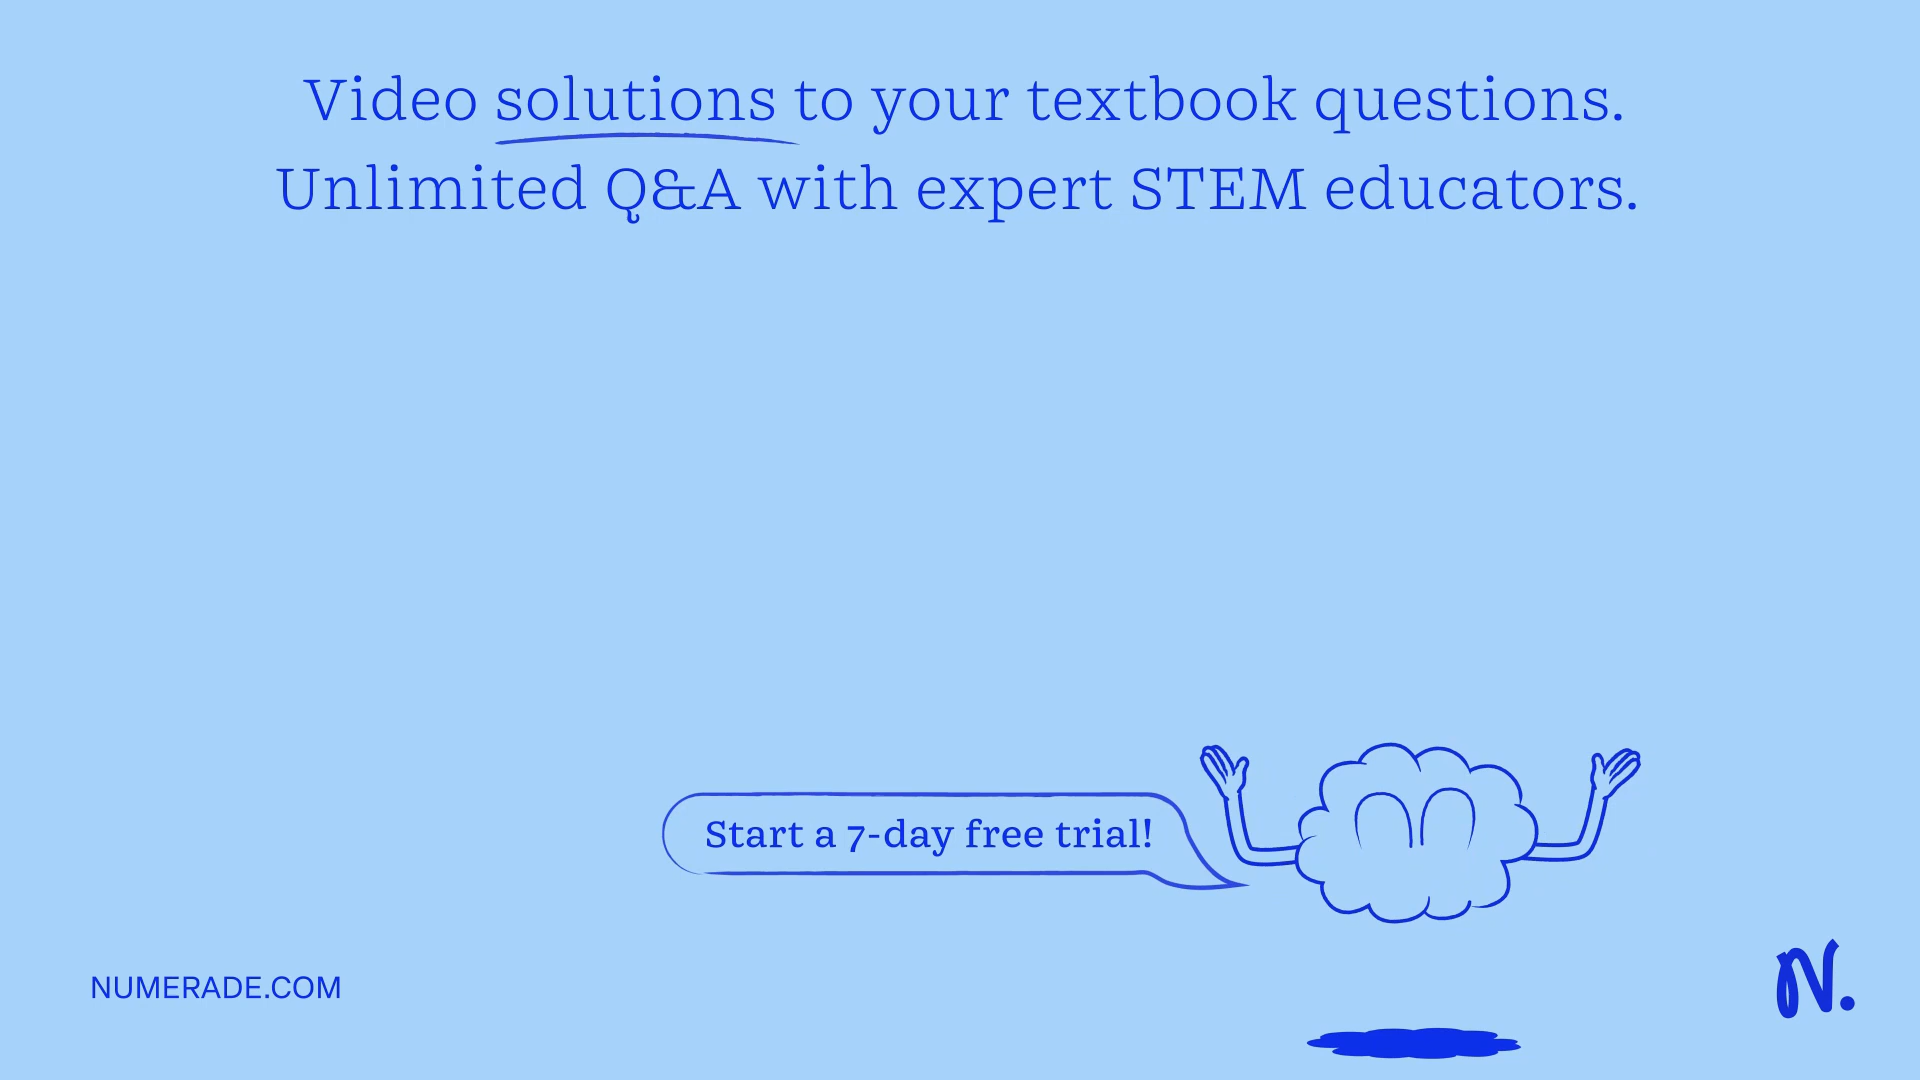 Video solutions to your textbook questions.
Unlimited Q&A with expert STEM educators.
Start a 7-day free trial!
NUMERADE.COM
N.